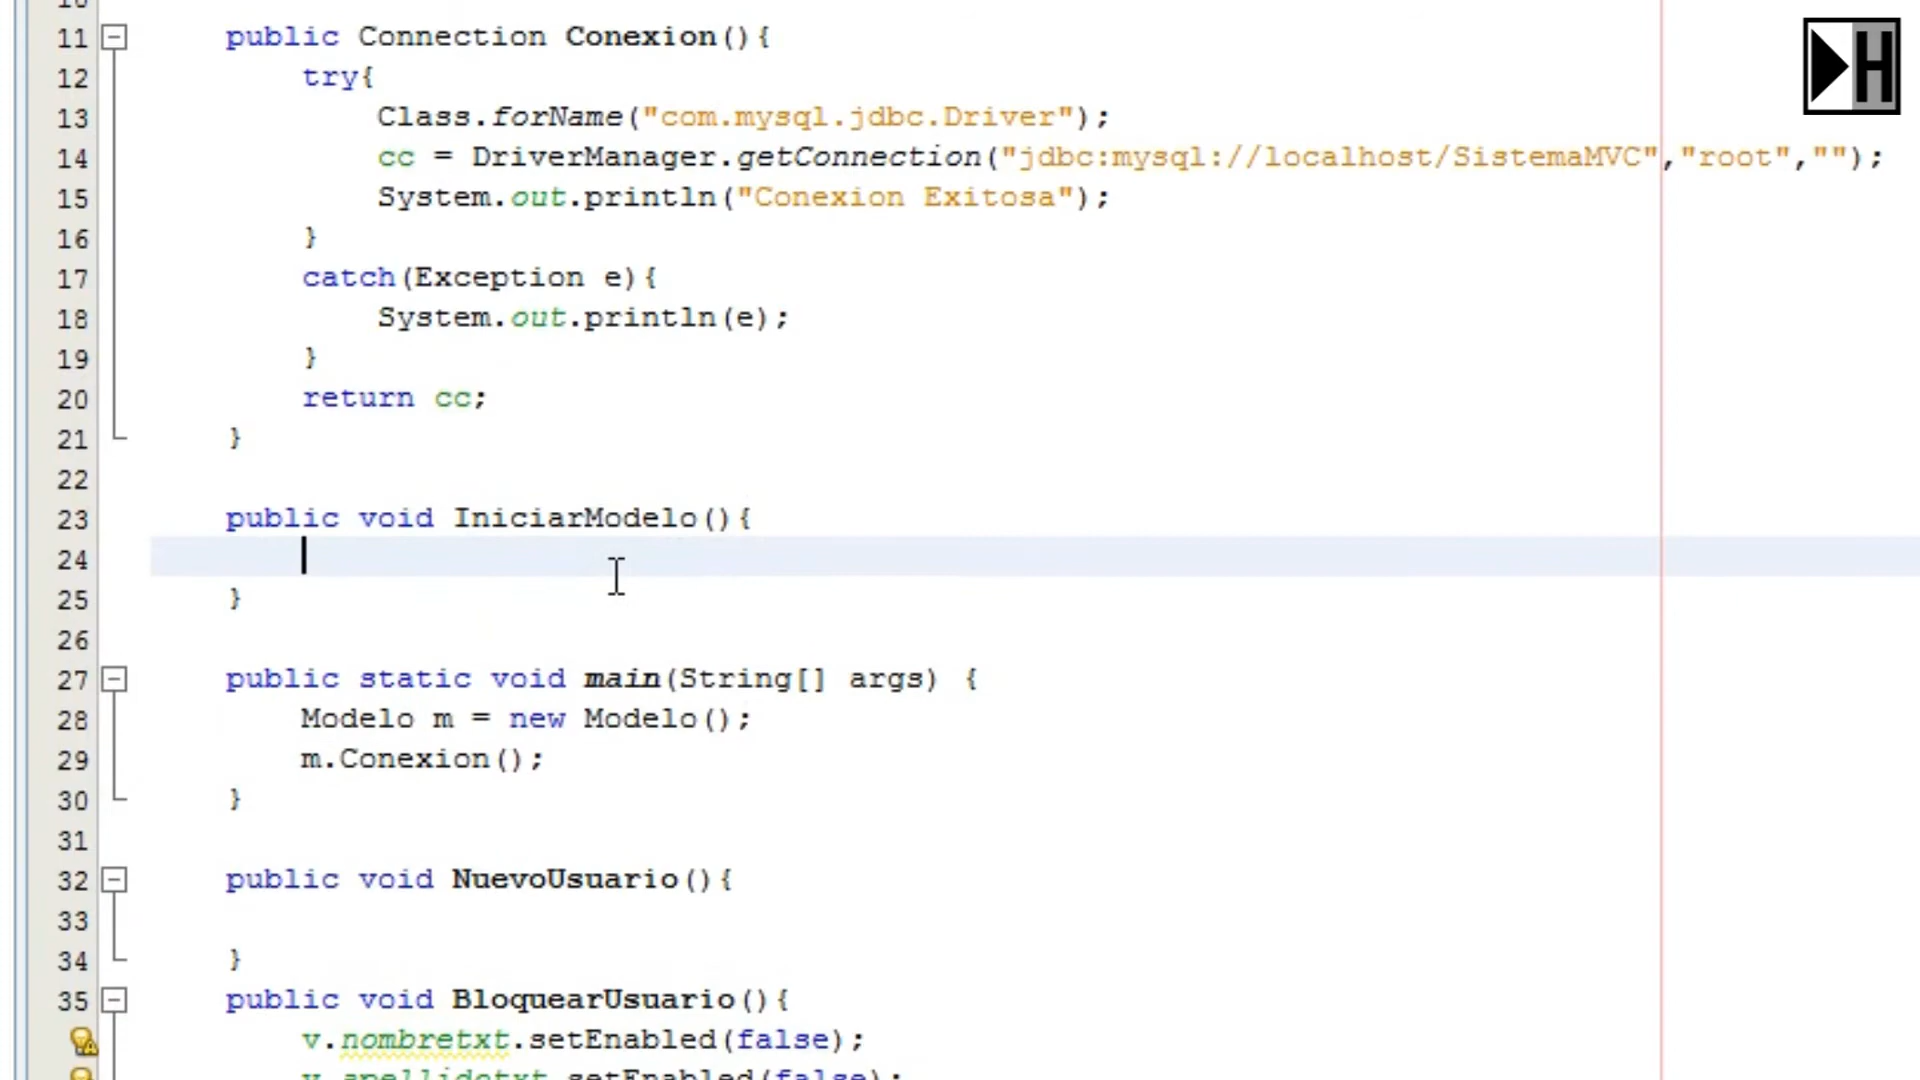 11 public Connection Conexion(){
12 try{
13 Class.forName("com.mysql.jdbc.Driver");
14 cc = DriverManager.getConnection("jdbc:mysql://localhost/SistemaMVC","root","");
15 System.out.println("Conexion Exitosa");
16 }
17 catch(Exception e){
18 System.out.println(e);
19 }
20 return cc;
21 }
22
23 public void IniciarModelo(){
24
25 }
26
27 public static void main(String[] args) {
28 Modelo m = new Modelo();
29 m.Conexion();
30 }
31
32 public void NuevoUsuario(){
33
34 }
35 public void BloquearUsuario(){
v.nombretxt.setEnabled(false);
v.apellidotxt.setEnabled(false);
H